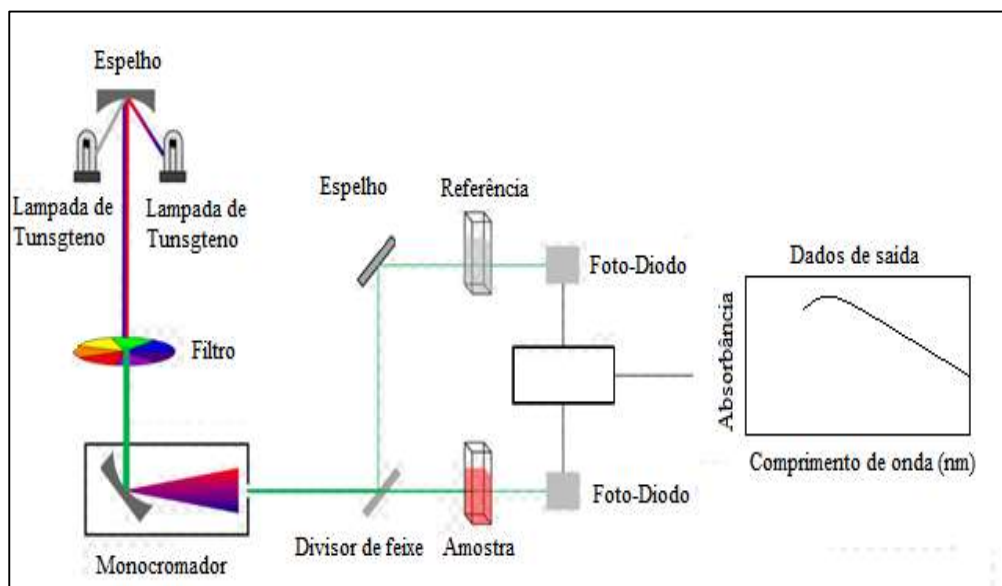 Espelho
Lampada de
Tunsgteno
Lampada de
Tunsgteno
Filtro
Monocromador
Espelho
Referência
Foto-Diodo
Divisor de feixe
Amostra
Foto-Diodo
Dados de saída
Absorbância
Comprimento de onda (nm)